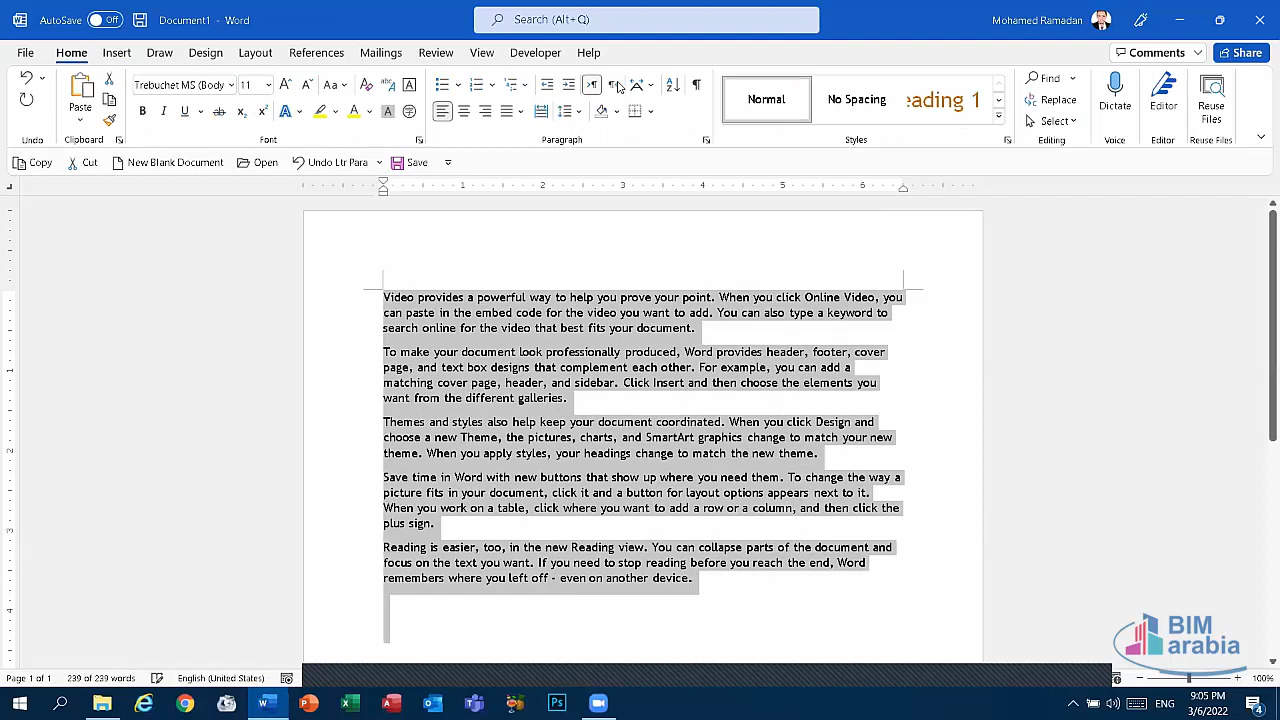 AutoSave Off Document1 - Word Search (Alt+Q) Mohamed Ramadan
File Home Insert Draw Design Layout References Mailings Review View Developer Help Comments Share
Trebuchet MS (Body 11 Normal No Spacing eading 1 Find
Paste Replace Dictate Editor Reuse Files
Select
Undo Clipboard Font Paragraph Styles Editing Voice Editor Reuse Files
Copy Cut New Blank Document Open Undo Ltr Para Save
1 2 3 4 5 6
Video provides a powerful way to help you prove your point. When you click Online Video, you
can paste in the embed code for the video you want to add. You can also type a keyword to
search online for the video that best fits your document.
To make your document look professionally produced, Word provides header, footer, cover
page, and text box designs that complement each other. For example, you can add a
matching cover page, header, and sidebar. Click Insert and then choose the elements you
want from the different galleries.
Themes and styles also help keep your document coordinated. When you click Design and
choose a new Theme, the pictures, charts, and SmartArt graphics change to match your new
theme. When you apply styles, your headings change to match the new theme.
Save time in Word with new buttons that show up where you need them. To change the way a
picture fits in your document, click it and a button for layout options appears next to it.
When you work on a table, click where you want to add a row or a column, and then click the
plus sign.
Reading is easier, too, in the new Reading view. You can collapse parts of the document and
focus on the text you want. If you need to stop reading before you reach the end, Word
remembers where you left off - even on another device.
BIM
arabia
Page 1 of 1 239 of 239 words English (United States) 100%
ENG 9:05 PM
3/6/2022